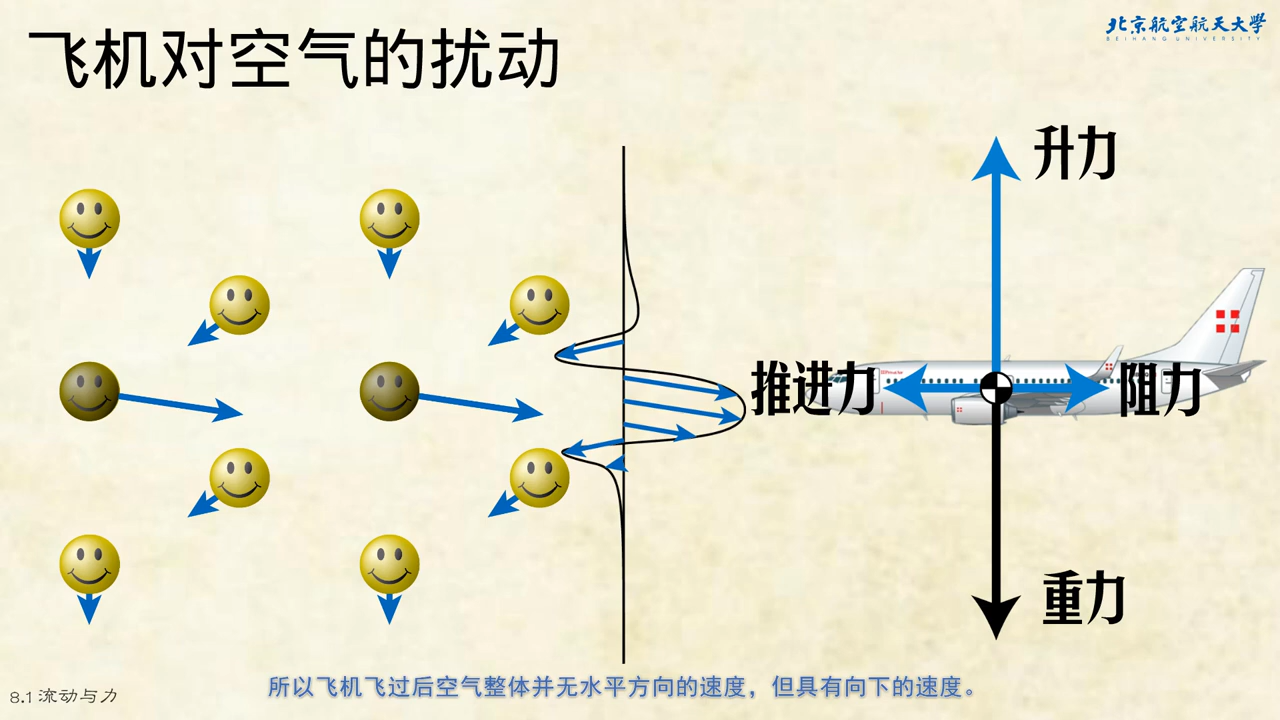 飞机对空气的扰动
北京航空航天大学
BEIHANG UNIVERSITY
升力
推进力
阻力
重力
所以飞机飞过后空气整体并无水平方向的速度，但具有向下的速度。
8.1 流动与力